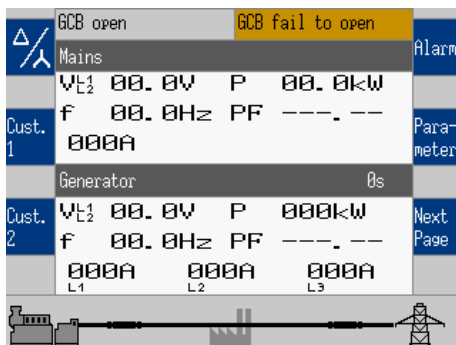 GCB open GCB fail to open
Alarm
Mains
VL1L2 00.0V P 00.0kW
f 00.0Hz PF ---.--
000A
Cust. 1
Para-
meter
Generator 0s
VL1L2 00.0V P 000kW
f 00.0Hz PF ---.--
000A 000A 000A
L1 L2 L3
Cust. 2
Next
Page